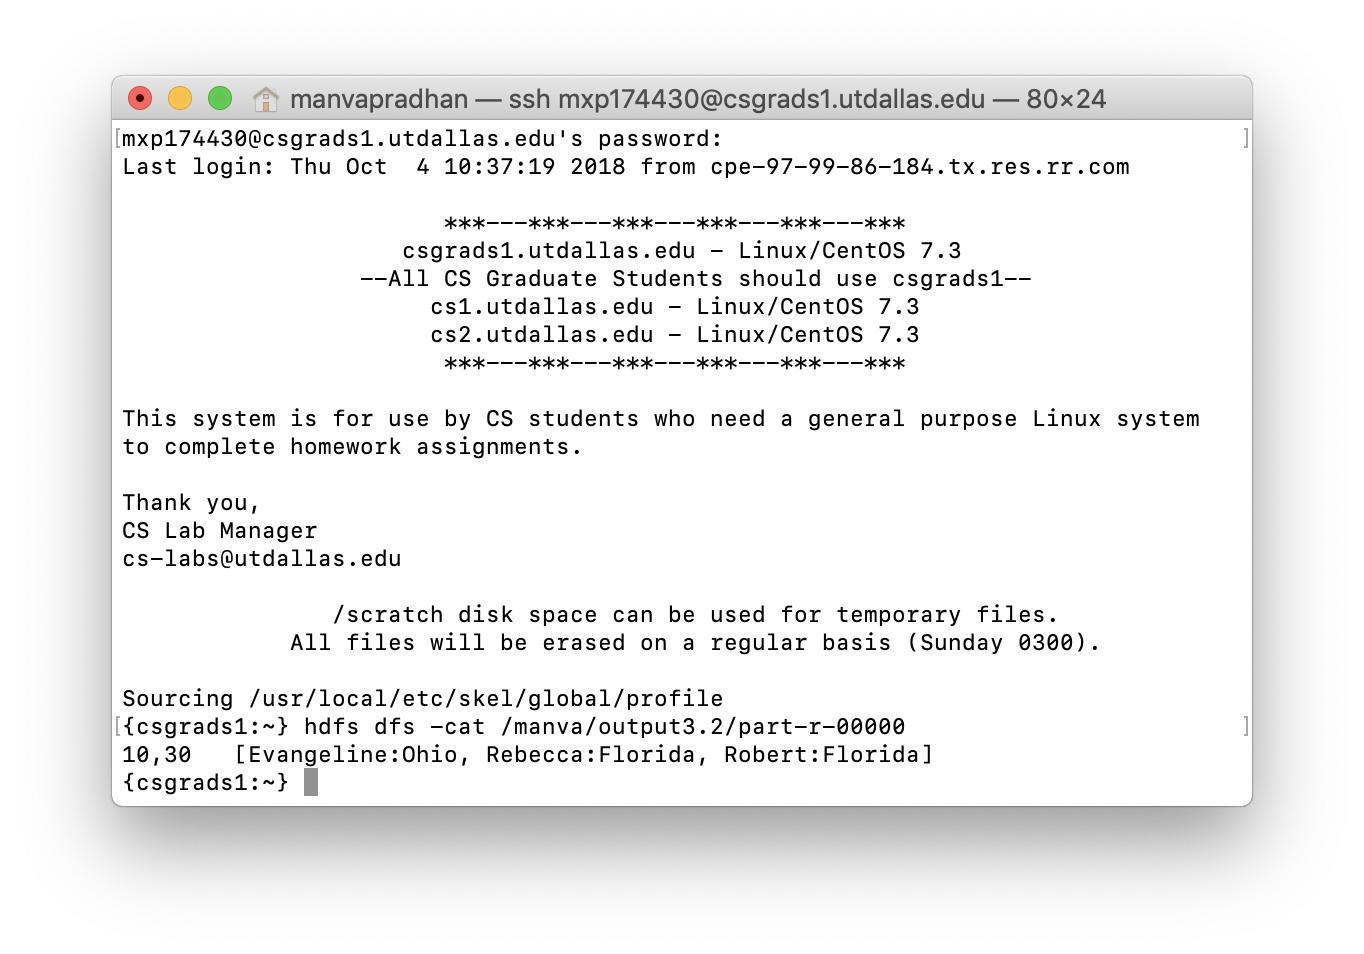 manvapradhan — ssh mxp174430@csgrads1.utdallas.edu — 80×24
[mxp174430@csgrads1.utdallas.edu's password: ]
Last login: Thu Oct  4 10:37:19 2018 from cpe-97-99-86-184.tx.res.rr.com
***---***---***---***---***---***
csgrads1.utdallas.edu - Linux/CentOS 7.3
--All CS Graduate Students should use csgrads1--
cs1.utdallas.edu - Linux/CentOS 7.3
cs2.utdallas.edu - Linux/CentOS 7.3
***---***---***---***---***---***
This system is for use by CS students who need a general purpose Linux system
to complete homework assignments.
Thank you,
CS Lab Manager
cs-labs@utdallas.edu
/scratch disk space can be used for temporary files.
All files will be erased on a regular basis (Sunday 0300).
Sourcing /usr/local/etc/skel/global/profile
[{csgrads1:~} hdfs dfs -cat /manva/output3.2/part-r-00000 ]
10,30   [Evangeline:Ohio, Rebecca:Florida, Robert:Florida]
{csgrads1:~}